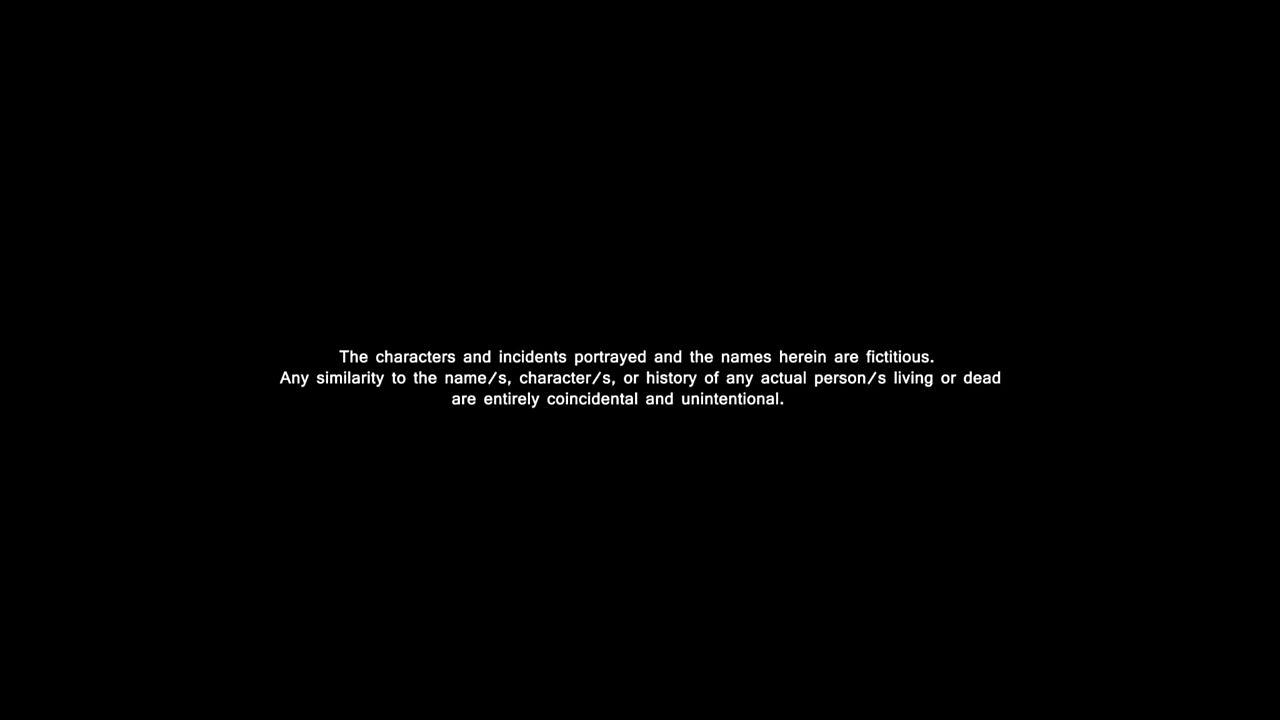 The characters and incidents portrayed and the names herein are fictitious.
Any similarity to the name/s, character/s, or history of any actual person/s living or dead
are entirely coincidental and unintentional.